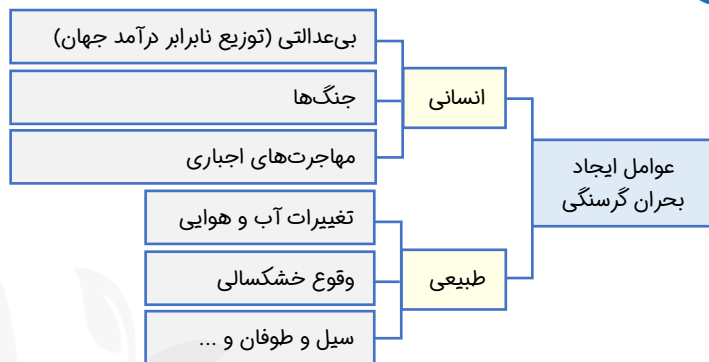 عوامل ایجاد
بحران گرسنگی
انسانی
بی‌عدالتی (توزیع نابرابر درآمد جهان)
جنگ‌ها
مهاجرت‌های اجباری
طبیعی
تغییرات آب و هوایی
وقوع خشکسالی
سیل و طوفان و ...